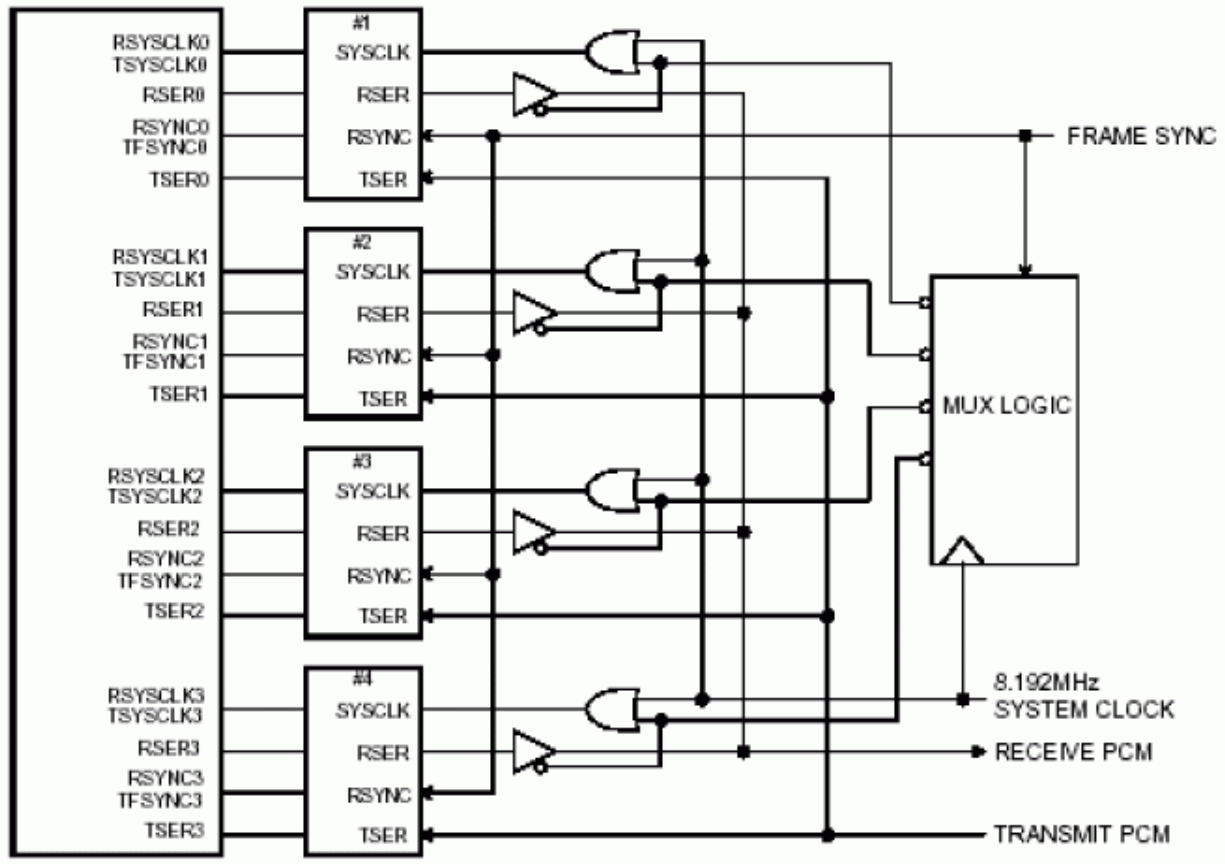 RSYSCLK0
TSYSCLK0
RSER0
RSYNC0
TFSYNC0
TSER0
#1
SYSCLK
RSER
RSYNC
TSER
FRAME SYNC
RSYSCLK1
TSYSCLK1
RSER1
RSYNC1
TFSYNC1
TSER1
#2
SYSCLK
RSER
RSYNC
TSER
MUX LOGIC
RSYSCLK2
TSYSCLK2
RSER2
RSYNC2
TFSYNC2
TSER2
#3
SYSCLK
RSER
RSYNC
TSER
RSYSCLK3
TSYSCLK3
RSER3
RSYNC3
TFSYNC3
TSER3
#4
SYSCLK
RSER
RSYNC
TSER
8.192MHz
SYSTEM CLOCK
RECEIVE PCM
TRANSMIT PCM